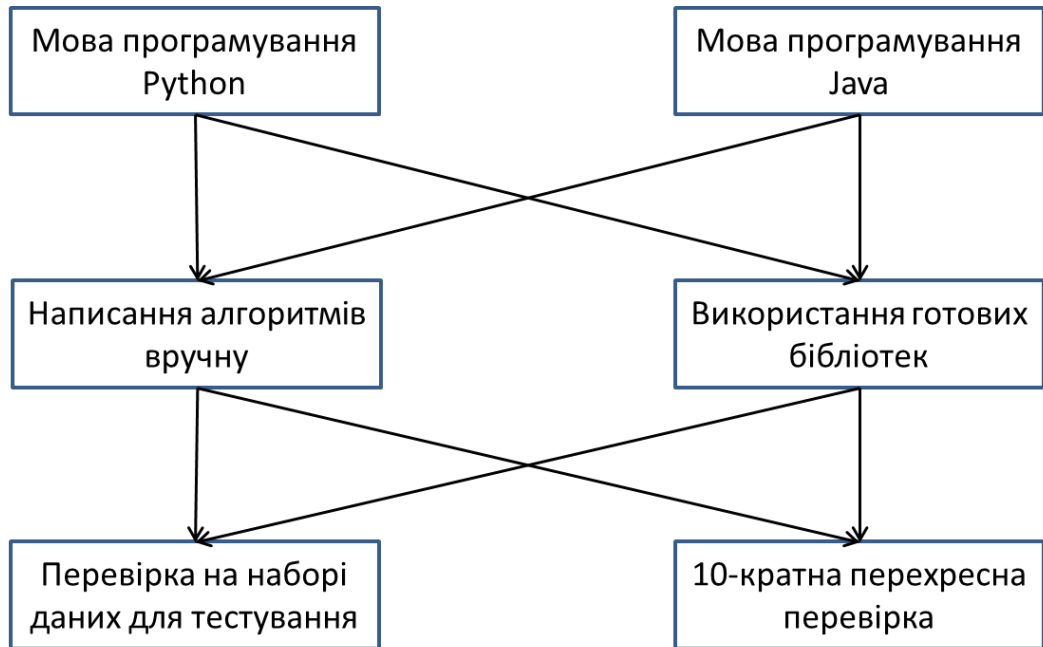 Мова програмування
Python
Мова програмування
Java
Написання алгоритмів
вручну
Використання готових
бібліотек
Перевірка на наборі
даних для тестування
10-кратна перехресна
перевірка